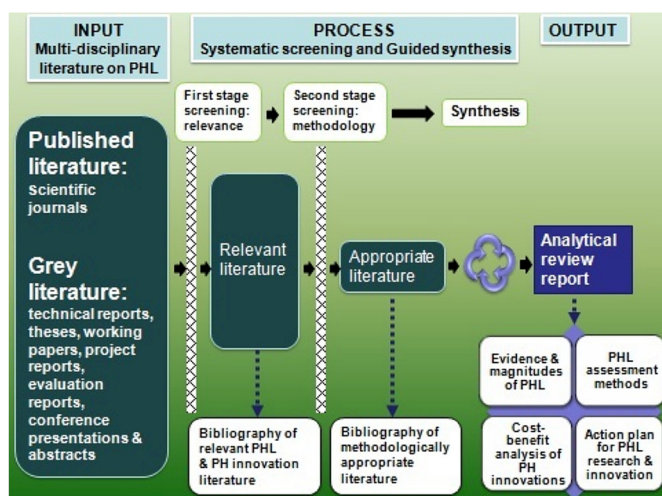 INPUT
Multi-disciplinary
literature on PHL
PROCESS
Systematic screening and Guided synthesis
OUTPUT
First stage
screening:
relevance
Second stage
screening:
methodology
Synthesis
Published
literature:
Scientific
journals
Grey
literature:
technical reports,
theses, working
papers, project
reports,
evaluation
reports,
conference
presentations &
abstracts
Relevant
literature
Appropriate
literature
Analytical
review
report
Evidence &
magnitudes
of PHL
PHL
assessment
methods
Cost-
benefit
analysis of
PH
innovations
Action plan
for PHL
research &
innovation
Bibliography of
relevant PHL
& PH innovation
literature
Bibliography of
methodologically
appropriate
literature